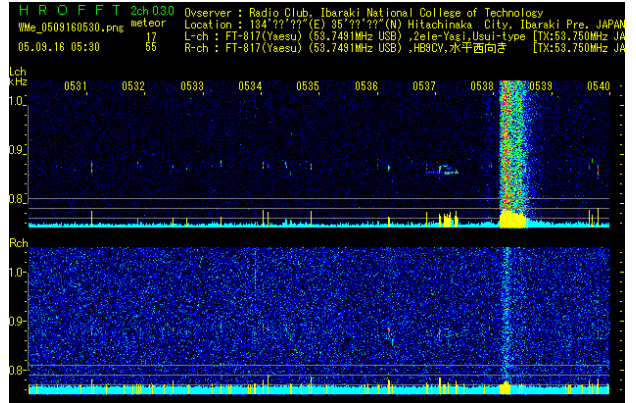 H R O F F T 2ch 0.3.0
WMe_0509160530.png meteor
17
05.09.16 05:30 55
Ovserver : Radio Club. Ibaraki National College of Technology
Location : 134°??'??"(E) 35°??'??"(N) Hitachinaka City, Ibaraki Pre. JAPAN
L-ch : FT-817(Yaesu) (53.7491MHz USB) ,2ele-Yagi,Usui-type [TX:53.750MHz JA
R-ch : FT-817(Yaesu) (53.7491MHz USB) ,HB9CV,水平西向き [TX:53.750MHz JA
Lch
kHz 0531 0532 0533 0534 0535 0536 0537 0538 0539 0540
1.0
0.9
0.8
Rch
1.0
0.9
0.8